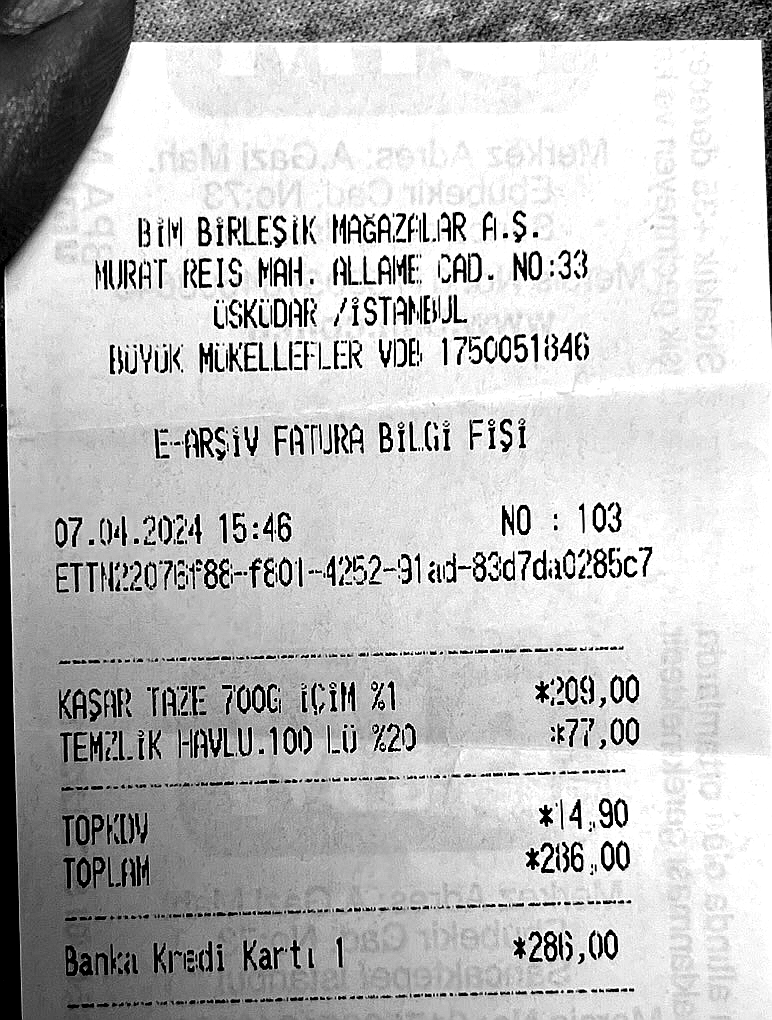 BİM BİRLEŞİK MAĞAZALAR A.Ş.
MURAT REIS MAH. ALLAME CAD. NO:33
ÜSKÜDAR /İSTANBUL
BÜYÜK MÜKELLEFLER VDB 1750051846
E-ARŞİV FATURA BİLGİ FİŞİ
07.04.2024 15:46 NO : 103
ETTN22076f88-f801-4252-91ad-83d7da0285c7
KAŞAR TAZE 700G İÇİM %1 *209,00
TEMZLİK HAVLU.100 LÜ %20 *77,00
TOPKDV *14,90
TOPLAM *286,00
Banka Kredi Kartı 1 *286,00